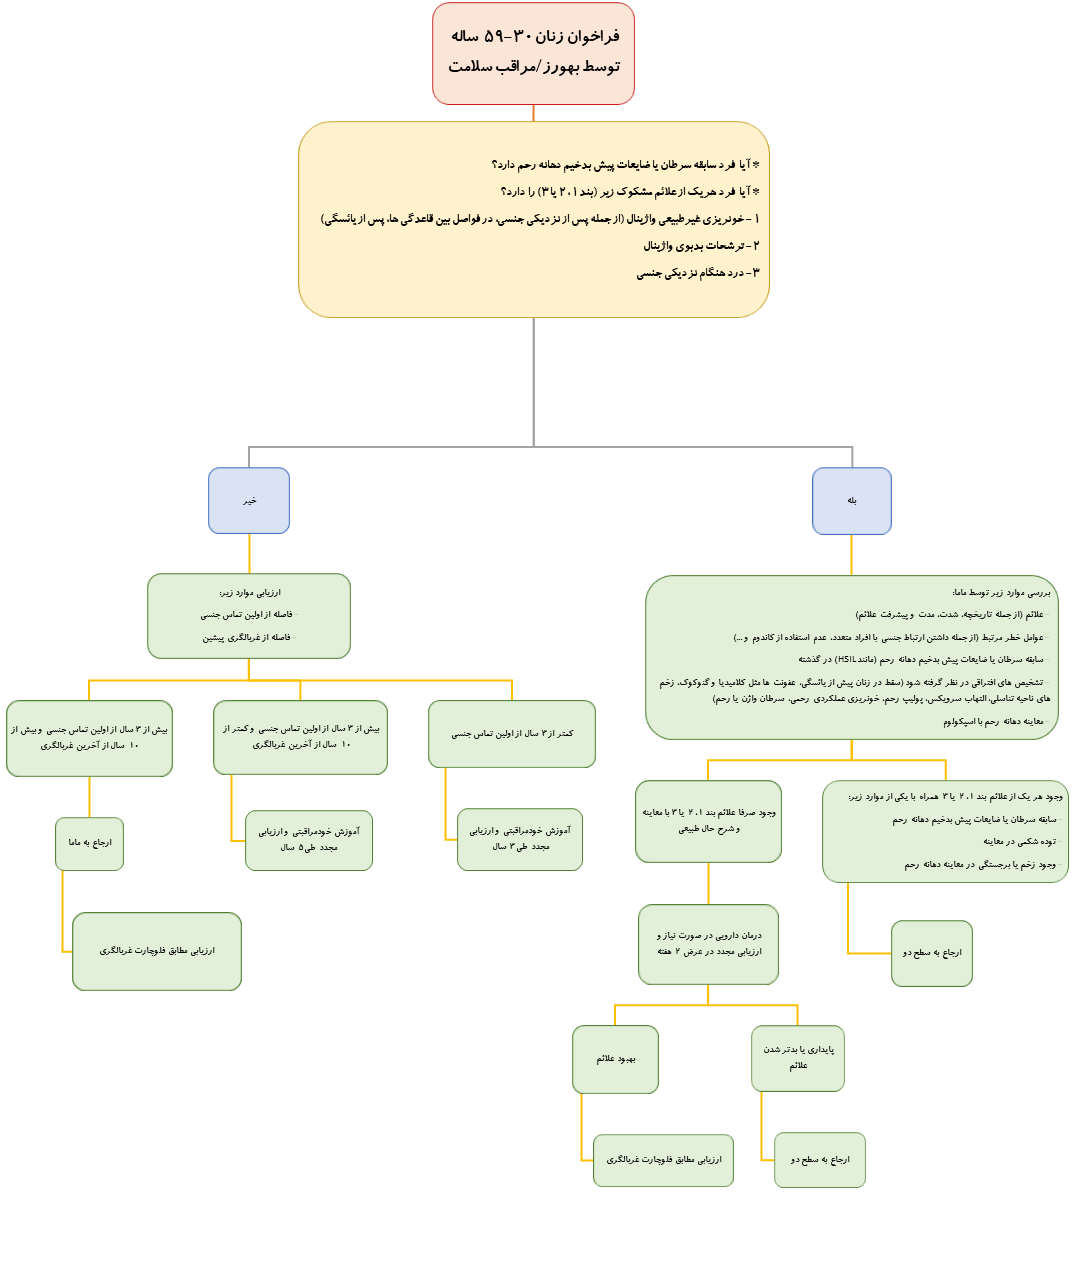 فراخوان زنان ۳۰-۵۹ ساله
توسط بهورز/مراقب سلامت
* آیا فرد سابقه سرطان یا ضایعات پیش بدخیم دهانه رحم دارد؟
* آیا فرد هر یک از علائم مشکوک زیر (بند ۲،۱ یا ۳) را دارد؟
۱- خونریزی غیرطبیعی واژینال (از جمله پس از نزدیکی جنسی، در فواصل بین قاعدگی ها، پس از یائسگی)
۲- ترشحات بدبوی واژینال
۳- درد هنگام نزدیکی جنسی
بله
خیر
بررسی موارد زیر توسط ماما:
- علائم (از جمله تاریخچه، شدت، مدت و پیشرفت علائم)
- عوامل خطر مرتبط (از جمله داشتن ارتباط جنسی با افراد متعدد، عدم استفاده از کاندوم و...)
- سابقه سرطان یا ضایعات پیش بدخیم دهانه رحم (مانند HSIL) در گذشته
- تشخیص های افتراقی در نظر گرفته شود (سقط در زنان پیش از یائسگی، عفونت ها مثل کلامیدیا و گنوکوک، زخم
های ناحیه تناسلی، التهاب سرویکس، پولیپ رحم، خونریزی عملکردی رحمی، سرطان واژن یا رحم)
- معاینه دهانه رحم با اسپکولوم
وجود هر یک از علائم بند ۲،۱ یا ۳ همراه با یکی از موارد زیر:
- سابقه سرطان یا ضایعات پیش بدخیم دهانه رحم
- توده شکمی در معاینه
- وجود زخم یا برجستگی در معاینه دهانه رحم
ارجاع به سطح دو
وجود صرفا علائم بند ۲،۱ یا ۳ با معاینه
و شرح حال طبیعی
درمان دارویی در صورت نیاز و
ارزیابی مجدد در عرض ۲ هفته
پایداری یا بدتر شدن
علائم
ارجاع به سطح دو
بهبود علائم
ارزیابی مطابق فلوچارت غربالگری
ارزیابی موارد زیر:
- فاصله از اولین تماس جنسی
- فاصله از غربالگری پیشین
کمتر از ۳ سال از اولین تماس جنسی
آموزش خودمراقبتی و ارزیابی
مجدد طی ۳ سال
بیش از ۳ سال از اولین تماس جنسی و کمتر از
۱۰ سال از آخرین غربالگری
آموزش خودمراقبتی و ارزیابی
مجدد طی ۵ سال
بیش از ۳ سال از اولین تماس جنسی و بیش از
۱۰ سال از آخرین غربالگری
ارجاع به ماما
ارزیابی مطابق فلوچارت غربالگری